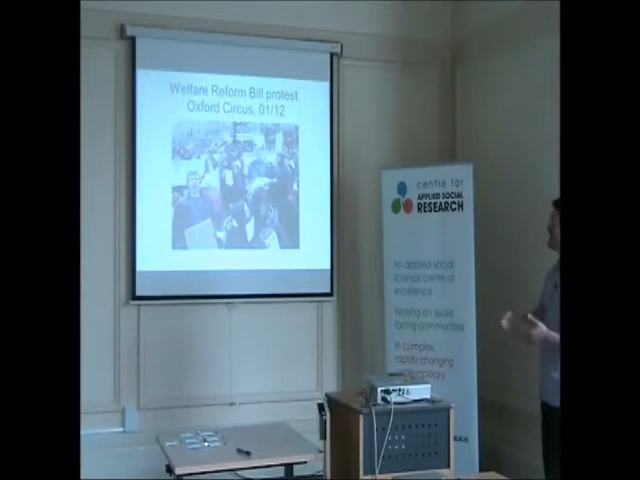 Welfare Reform Bill protest,
Oxford Circus, 01/12
centre for
APPLIED SOCIAL
RESEARCH
An applied social
science centre of
excellence
Working on issues
facing communities
in complex,
rapidly-changing